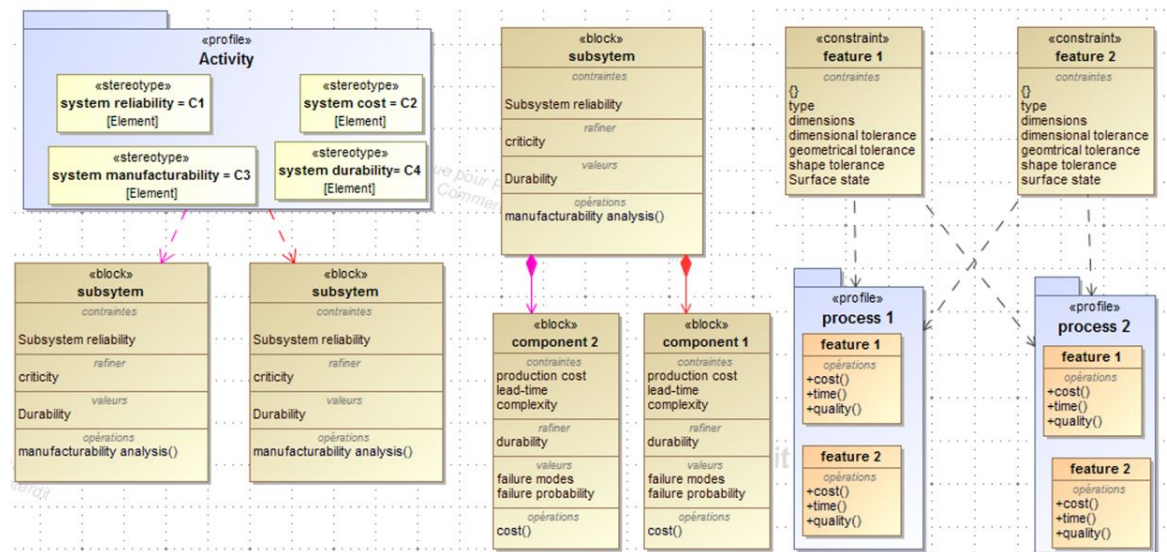 «profile»
Activity
«stereotype»
system reliability = C1
[Element]
«stereotype»
system cost = C2
[Element]
«stereotype»
system manufacturability = C3
[Element]
«stereotype»
system durability= C4
[Element]
«block»
subsytem
contraintes
Subsystem reliability
rafiner
criticity
valeurs
Durability
opérations
manufacturability analysis()
«block»
subsytem
contraintes
Subsystem reliability
rafiner
criticity
valeurs
Durability
opérations
manufacturability analysis()
«block»
subsytem
contraintes
Subsystem reliability
rafiner
criticity
valeurs
Durability
opérations
manufacturability analysis()
«block»
component 2
contraintes
production cost
lead-time
complexity
rafiner
durability
valeurs
failure modes
failure probability
opérations
cost()
«block»
component 1
contraintes
production cost
lead-time
complexity
rafiner
durability
valeurs
failure modes
failure probability
opérations
cost()
«constraint»
feature 1
contraintes
{}
type
dimensions
dimensional tolerance
geometrical tolerance
shape tolerance
Surface state
«constraint»
feature 2
contraintes
{}
type
dimensions
dimensional tolerance
geomtrical tolerance
shape tolerance
surface state
«profile»
process 1
feature 1
opérations
+cost()
+time()
+quality()
feature 2
opérations
+cost()
+time()
+quality()
«profile»
process 2
feature 1
opérations
+cost()
+time()
+quality()
feature 2
opérations
+cost()
+time()
+quality()